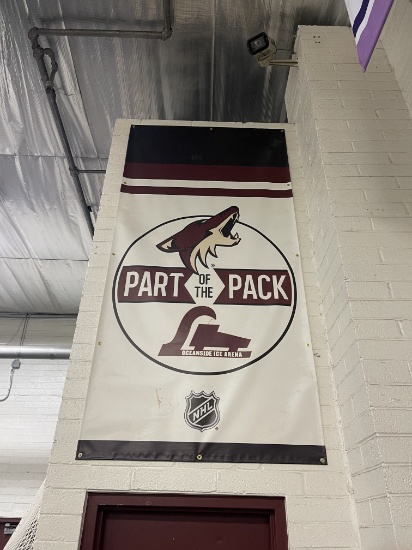 PART OF THE PACK
OCEANSIDE ICE ARENA
NHL